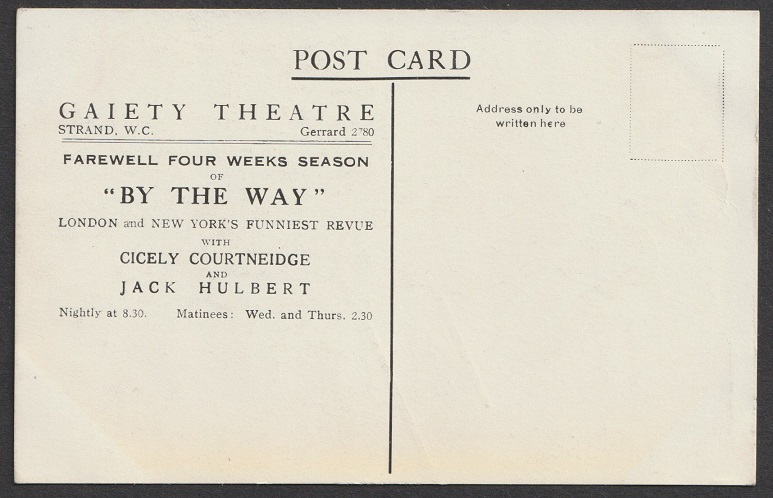 POST CARD
GAIETY THEATRE
STRAND, W.C. Gerrard 2780
FAREWELL FOUR WEEKS SEASON
OF
"BY THE WAY"
LONDON and NEW YORK'S FUNNIEST REVUE
WITH
CICELY COURTNEIDGE
AND
JACK HULBERT
Nightly at 8.30. Matinees: Wed. and Thurs. 2.30
Address only to be
written here